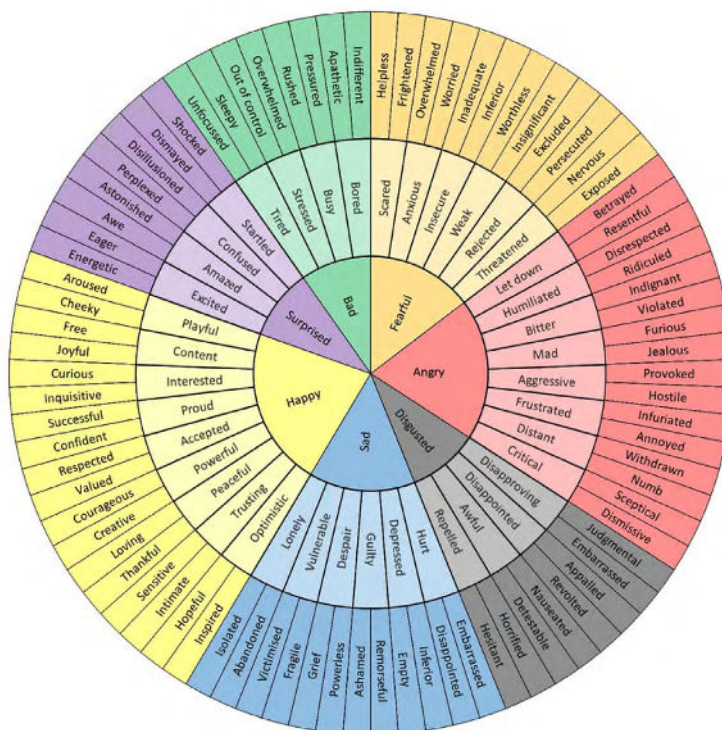 Bad
Fearful
Angry
Disgusted
Sad
Happy
Surprised
Tired
Stressed
Busy
Bored
Scared
Anxious
Insecure
Weak
Rejected
Threatened
Let down
Humiliated
Bitter
Mad
Aggressive
Frustrated
Distant
Critical
Disapproving
Disappointed
Awful
Repelled
Hurt
Depressed
Guilty
Despair
Vulnerable
Lonely
Optimistic
Trusting
Peaceful
Powerful
Accepted
Proud
Interested
Content
Playful
Excited
Amazed
Confused
Startled
Unfocussed
Sleepy
Out of control
Overwhelmed
Rushed
Pressured
Apathetic
Indifferent
Helpless
Frightened
Overwhelmed
Worried
Inadequate
Inferior
Worthless
Insignificant
Excluded
Persecuted
Nervous
Exposed
Betrayed
Resentful
Disrespected
Ridiculed
Indignant
Violated
Furious
Jealous
Provoked
Hostile
Infuriated
Annoyed
Withdrawn
Numb
Sceptical
Dismissive
Judgmental
Embarrassed
Appalled
Revolted
Nauseated
Detestable
Horrified
Hesitant
Embarrassed
Disappointed
Inferior
Empty
Remorseful
Ashamed
Powerless
Grief
Fragile
Victimised
Abandoned
Isolated
Inspired
Hopeful
Intimate
Sensitive
Thankful
Loving
Creative
Courageous
Valued
Respected
Confident
Successful
Inquisitive
Curious
Joyful
Free
Cheeky
Aroused
Energetic
Eager
Awe
Astonished
Perplexed
Disillusioned
Dismayed
Shocked